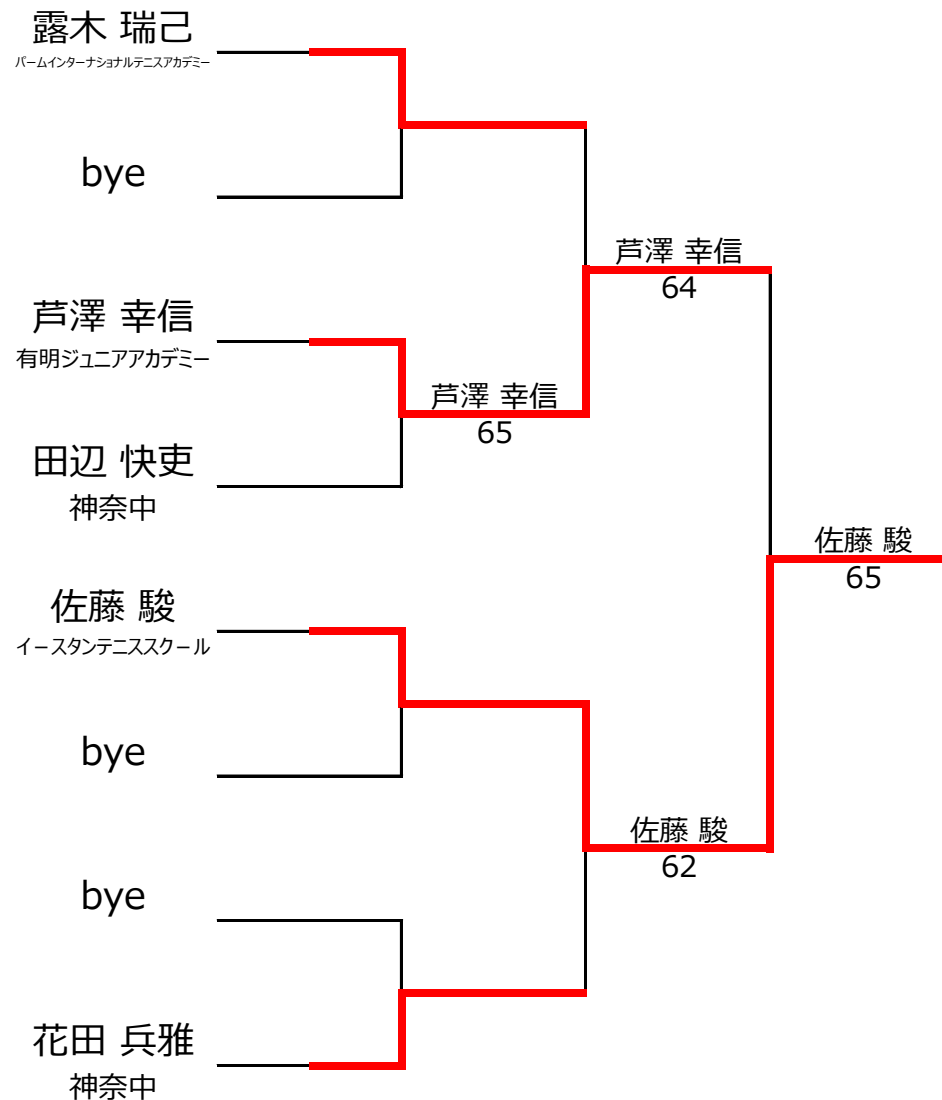 露木 瑞己
パームインターナショナルテニスアカデミー
bye
芦澤 幸信
64
芦澤 幸信
有明ジュニアアカデミー
芦澤 幸信
65
田辺 快吏
神奈中
佐藤 駿
65
佐藤 駿
イースタンテニススクール
bye
佐藤 駿
62
bye
花田 兵雅
神奈中